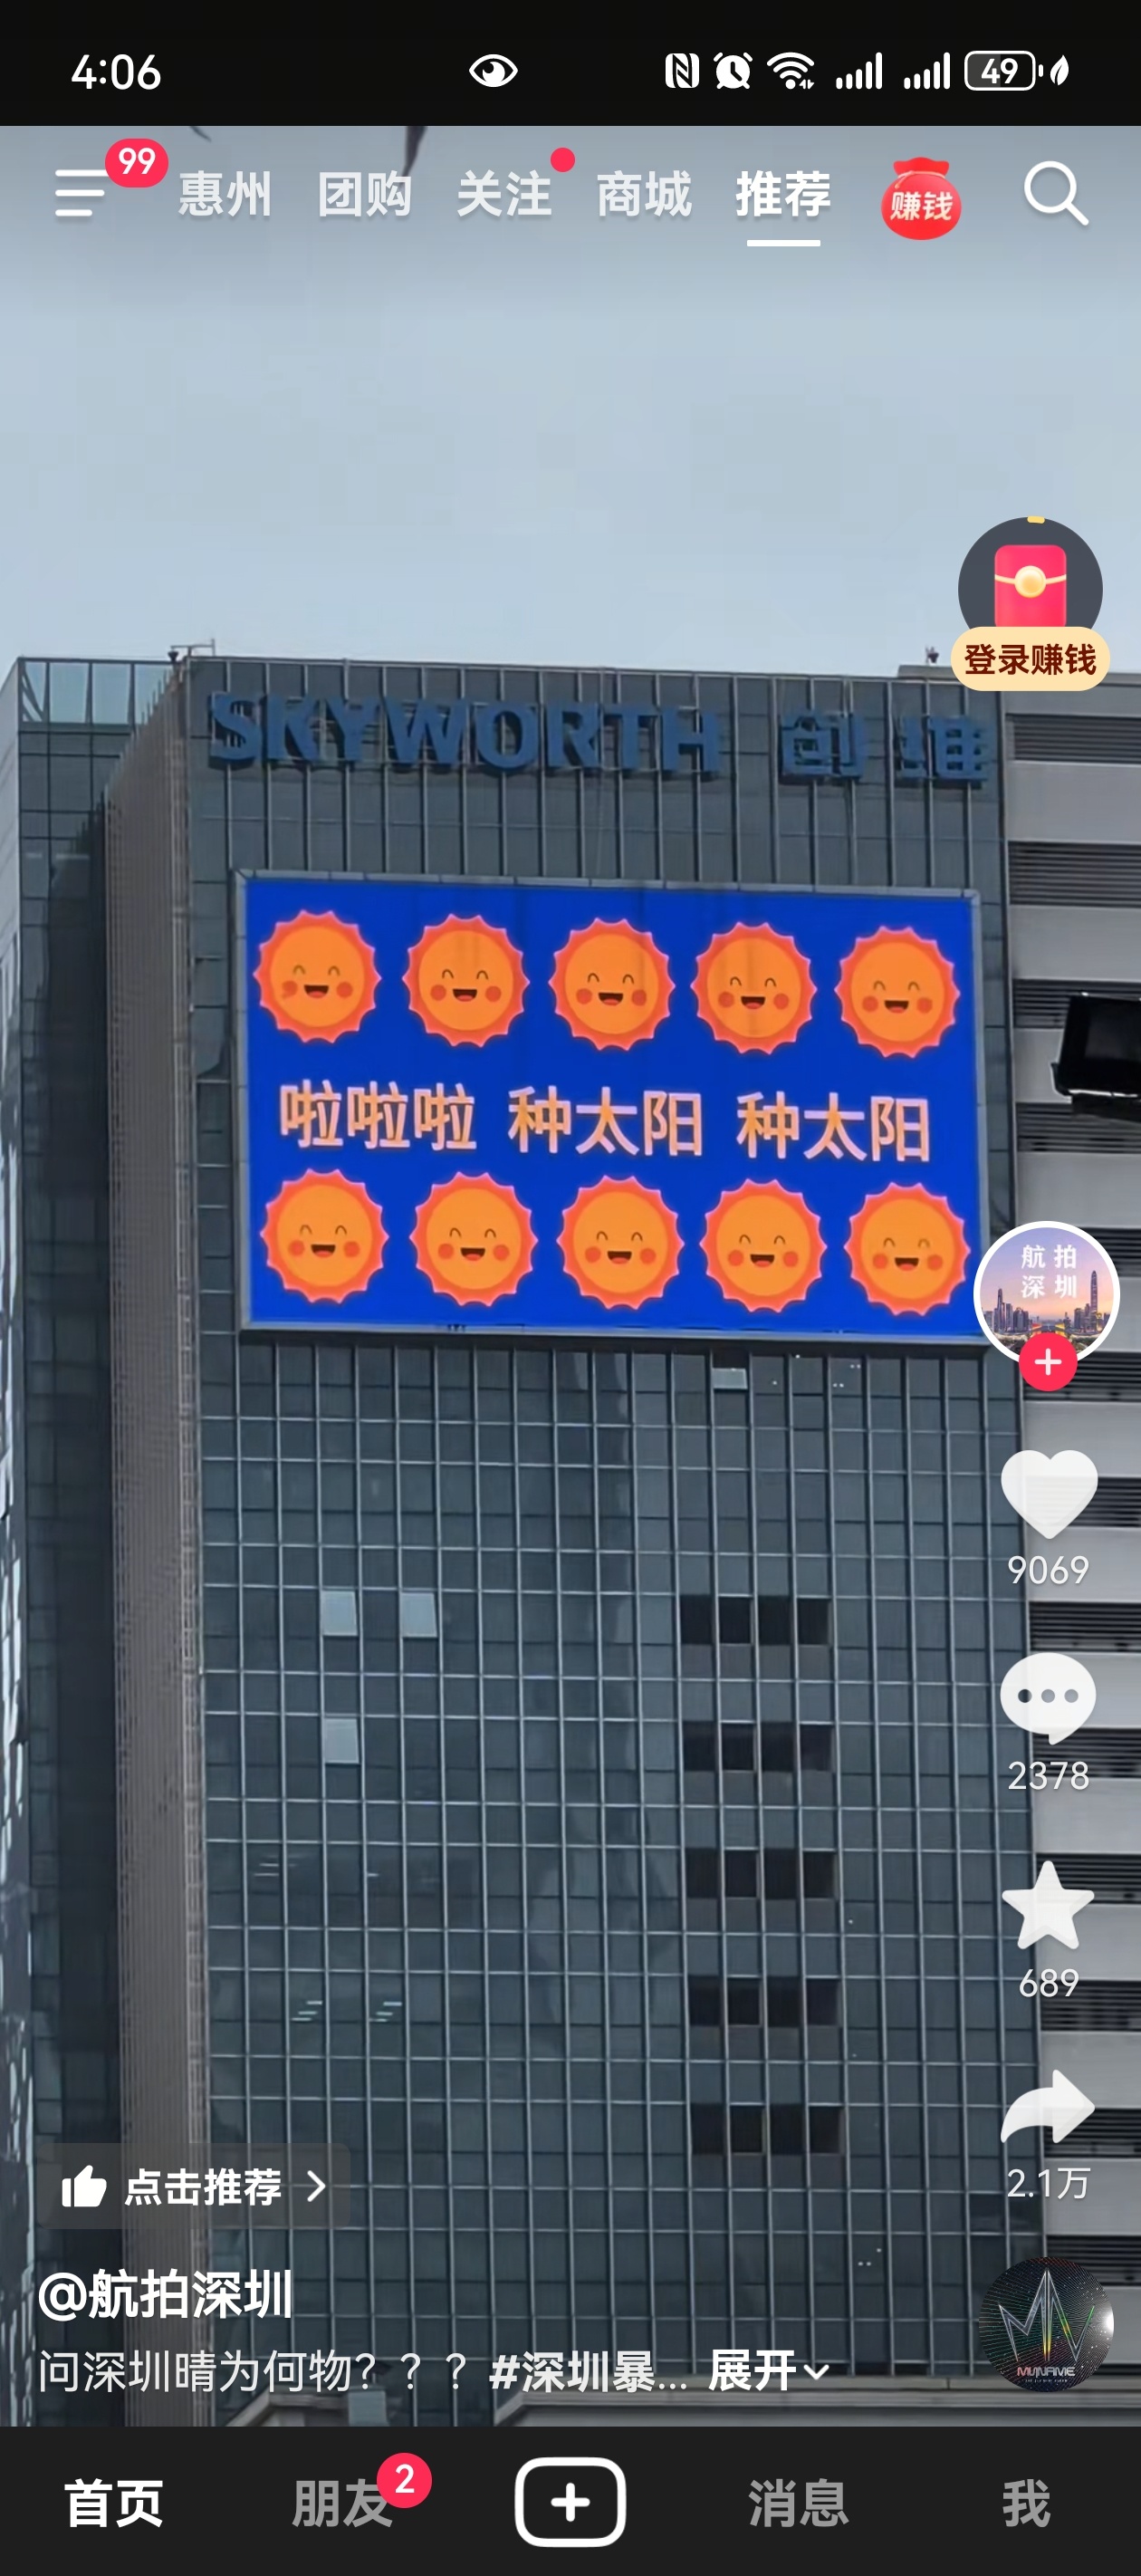 4:06
49
99
惠州 团购 关注 商城 推荐 赚钱
登录赚钱
SKYWORTH 创维
啦啦啦 种太阳 种太阳
航拍
深圳
9069
2378
689
2.1万
点击推荐
@航拍深圳
问深圳晴为何物？？？ #深圳暴... 展开
首页 朋友 2 消息 我